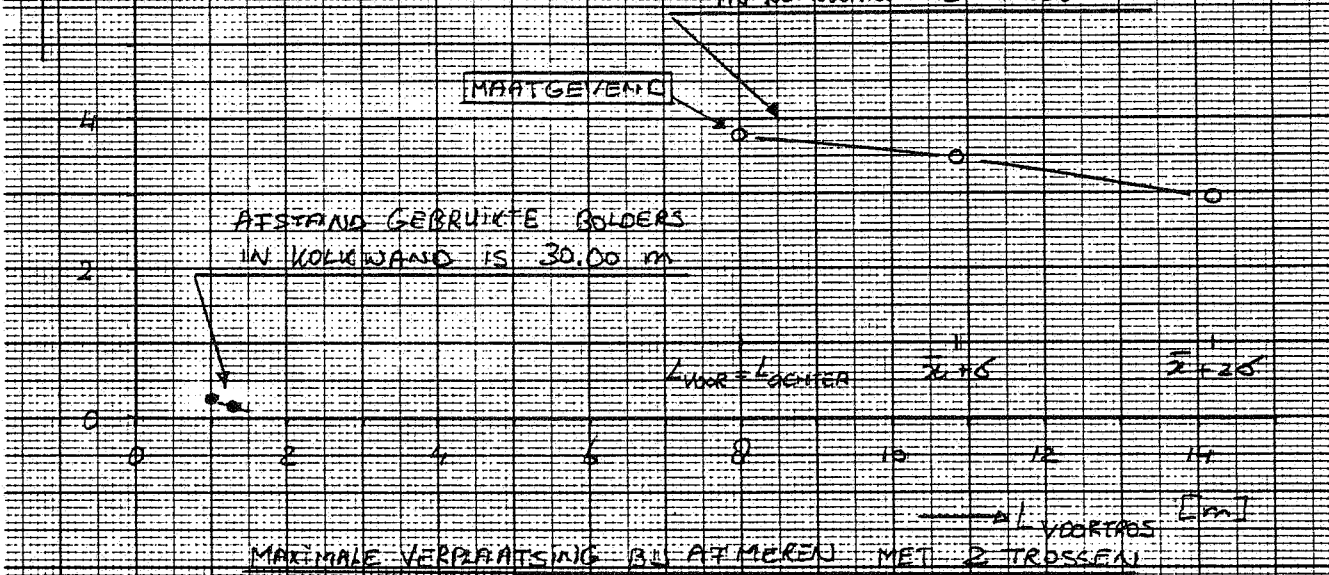 MAATGEVEND
4
AFSTAND GEBRUIKTE BOLDERS
IN KOLKWAND IS 30.00 m
2
L VOOR = L ACHTER
x̄ + σ
x̄ + 2σ
0
0 2 4 6 8 10 12 14
→ L VOORTROS [m]
MAXIMALE VERPLAATSING BIJ AFMEREN MET 2 TROSSEN